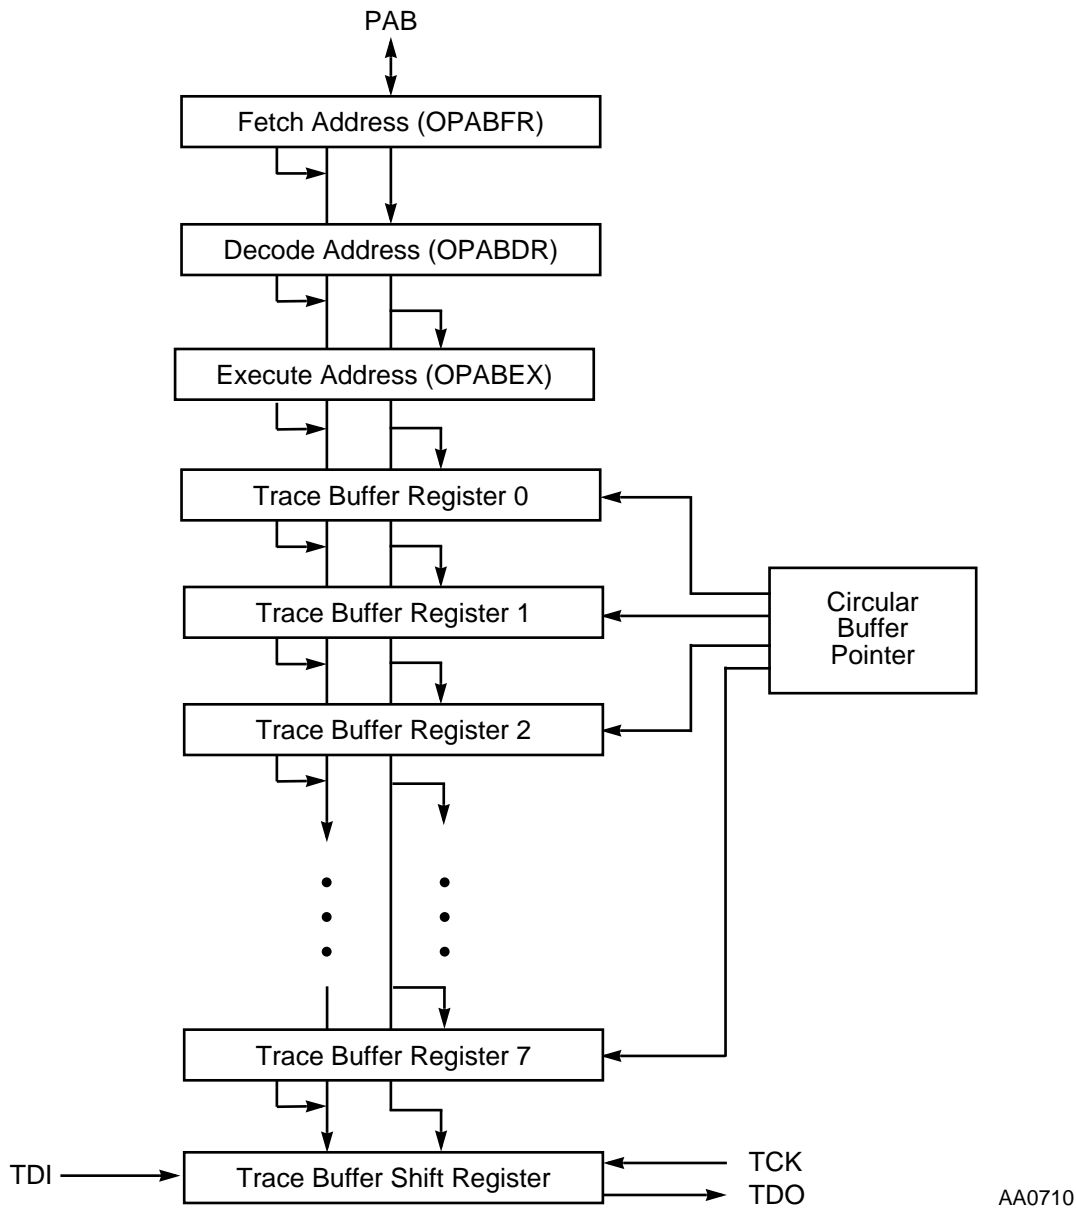 PAB
Fetch Address (OPABFR)
Decode Address (OPABDR)
Execute Address (OPABEX)
Trace Buffer Register 0
Trace Buffer Register 1
Circular
Buffer
Pointer
Trace Buffer Register 2
Trace Buffer Register 7
TDI
Trace Buffer Shift Register
TCK
TDO
AA0710